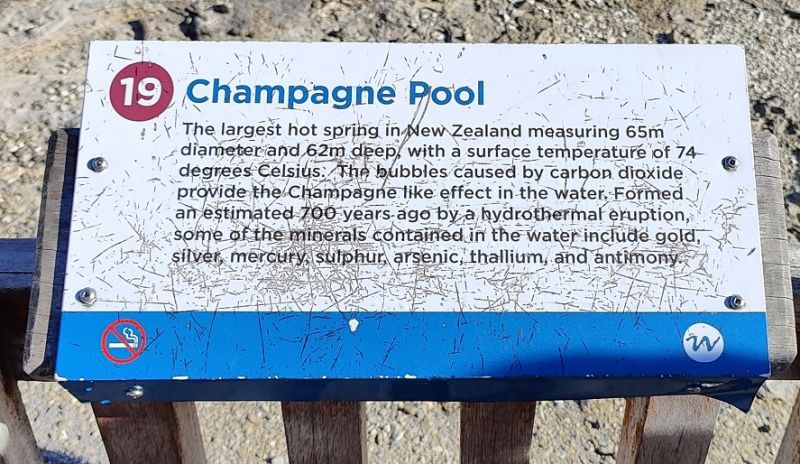 19 Champagne Pool
The largest hot spring in New Zealand measuring 65m
diameter and 62m deep, with a surface temperature of 74
degrees Celsius. The bubbles caused by carbon dioxide
provide the Champagne like effect in the water. Formed
an estimated 700 years ago by a hydrothermal eruption,
some of the minerals contained in the water include gold,
silver, mercury, sulphur, arsenic, thallium, and antimony.
W